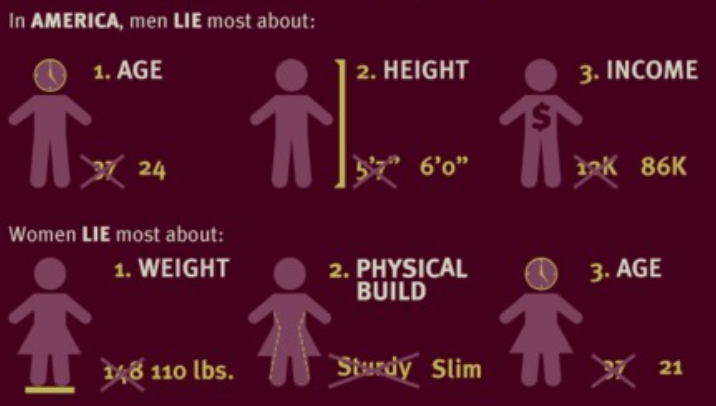 In AMERICA, men LIE most about:
1. AGE
2. HEIGHT
3. INCOME
$
37 24
5'7" 6'0"
12K 86K
Women LIE most about:
1. WEIGHT
2. PHYSICAL
BUILD
3. AGE
148 110 lbs.
Sturdy Slim
37 21